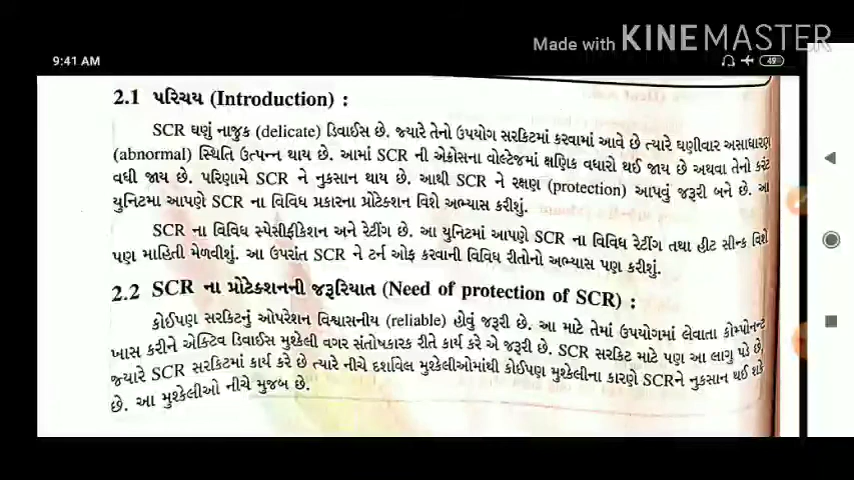 Made with KINEMASTER
9:41 AM
49
2.1 પરિચય (Introduction) :
SCR ઘણું નાજુક (delicate) ડિવાઈસ છે. જ્યારે તેનો ઉપયોગ સરકિટમાં કરવામાં આવે છે ત્યારે ઘણીવાર અસાધારણ
(abnormal) સ્થિતિ ઉત્પન્ન થાય છે. આમાં SCR ની એક્રોસના વોલ્ટેજમાં ક્ષણિક વધારો થઈ જાય છે અથવા તેનો કરંટ
વધી જાય છે. પરિણામે SCR ને નુકસાન થાય છે. આથી SCR ને રક્ષણ (protection) આપવું જરૂરી બને છે. આ
યુનિટમા આપણે SCR ના વિવિધ પ્રકારના પ્રોટેક્શન વિશે અભ્યાસ કરીશું.
SCR ના વિવિધ સ્પેસીફીકેશન અને રેટીંગ છે. આ યુનિટમાં આપણે SCR ના વિવિધ રેટીંગ તથા હીટ સીન્ક વિશે
પણ માહિતી મેળવીશું. આ ઉપરાંત SCR ને ટર્ન ઓફ કરવાની વિવિધ રીતોનો અભ્યાસ પણ કરીશું.
2.2 SCR ના પ્રોટેક્શનની જરૂરિયાત (Need of protection of SCR) :
કોઈપણ સરકિટનું ઓપરેશન વિશ્વાસનીય (reliable) હોવું જરૂરી છે. આ માટે તેમાં ઉપયોગમાં લેવાતા કોમ્પોનન્ટ
ખાસ કરીને એક્ટિવ ડિવાઈસ મુશ્કેલી વગર સંતોષકારક રીતે કાર્ય કરે એ જરૂરી છે. SCR સરકિટ માટે પણ આ લાગુ પડે છે,
જ્યારે SCR સરકિટમાં કાર્ય કરે છે ત્યારે નીચે દર્શાવેલ મુશ્કેલીઓમાંથી કોઈપણ મુશ્કેલીના કારણે SCRને નુકસાન થઈ શકે
છે. આ મુશ્કેલીઓ નીચે મુજબ છે.